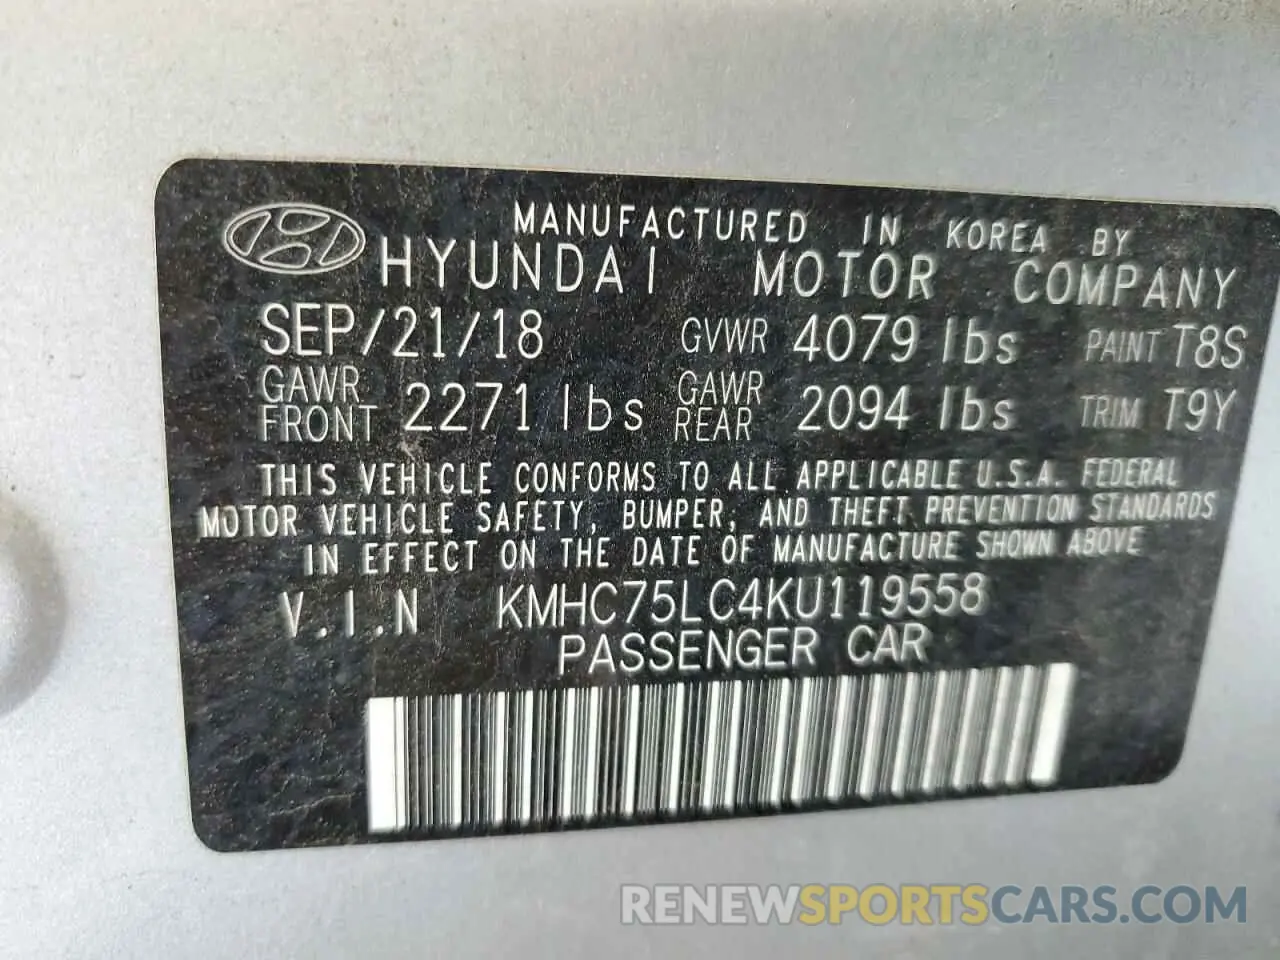 MANUFACTURED IN KOREA BY
HYUNDAI MOTOR COMPANY
SEP/21/18 GVWR 4079 lbs PAINT T8S
GAWR FRONT 2271 lbs GAWR REAR 2094 lbs TRIM T9Y
THIS VEHICLE CONFORMS TO ALL APPLICABLE U.S.A. FEDERAL
MOTOR VEHICLE SAFETY, BUMPER, AND THEFT PREVENTION STANDARDS
IN EFFECT ON THE DATE OF MANUFACTURE SHOWN ABOVE
V.I.N KMHC75LC4KU119558
PASSENGER CAR
RENEWSPORTSCARS.COM